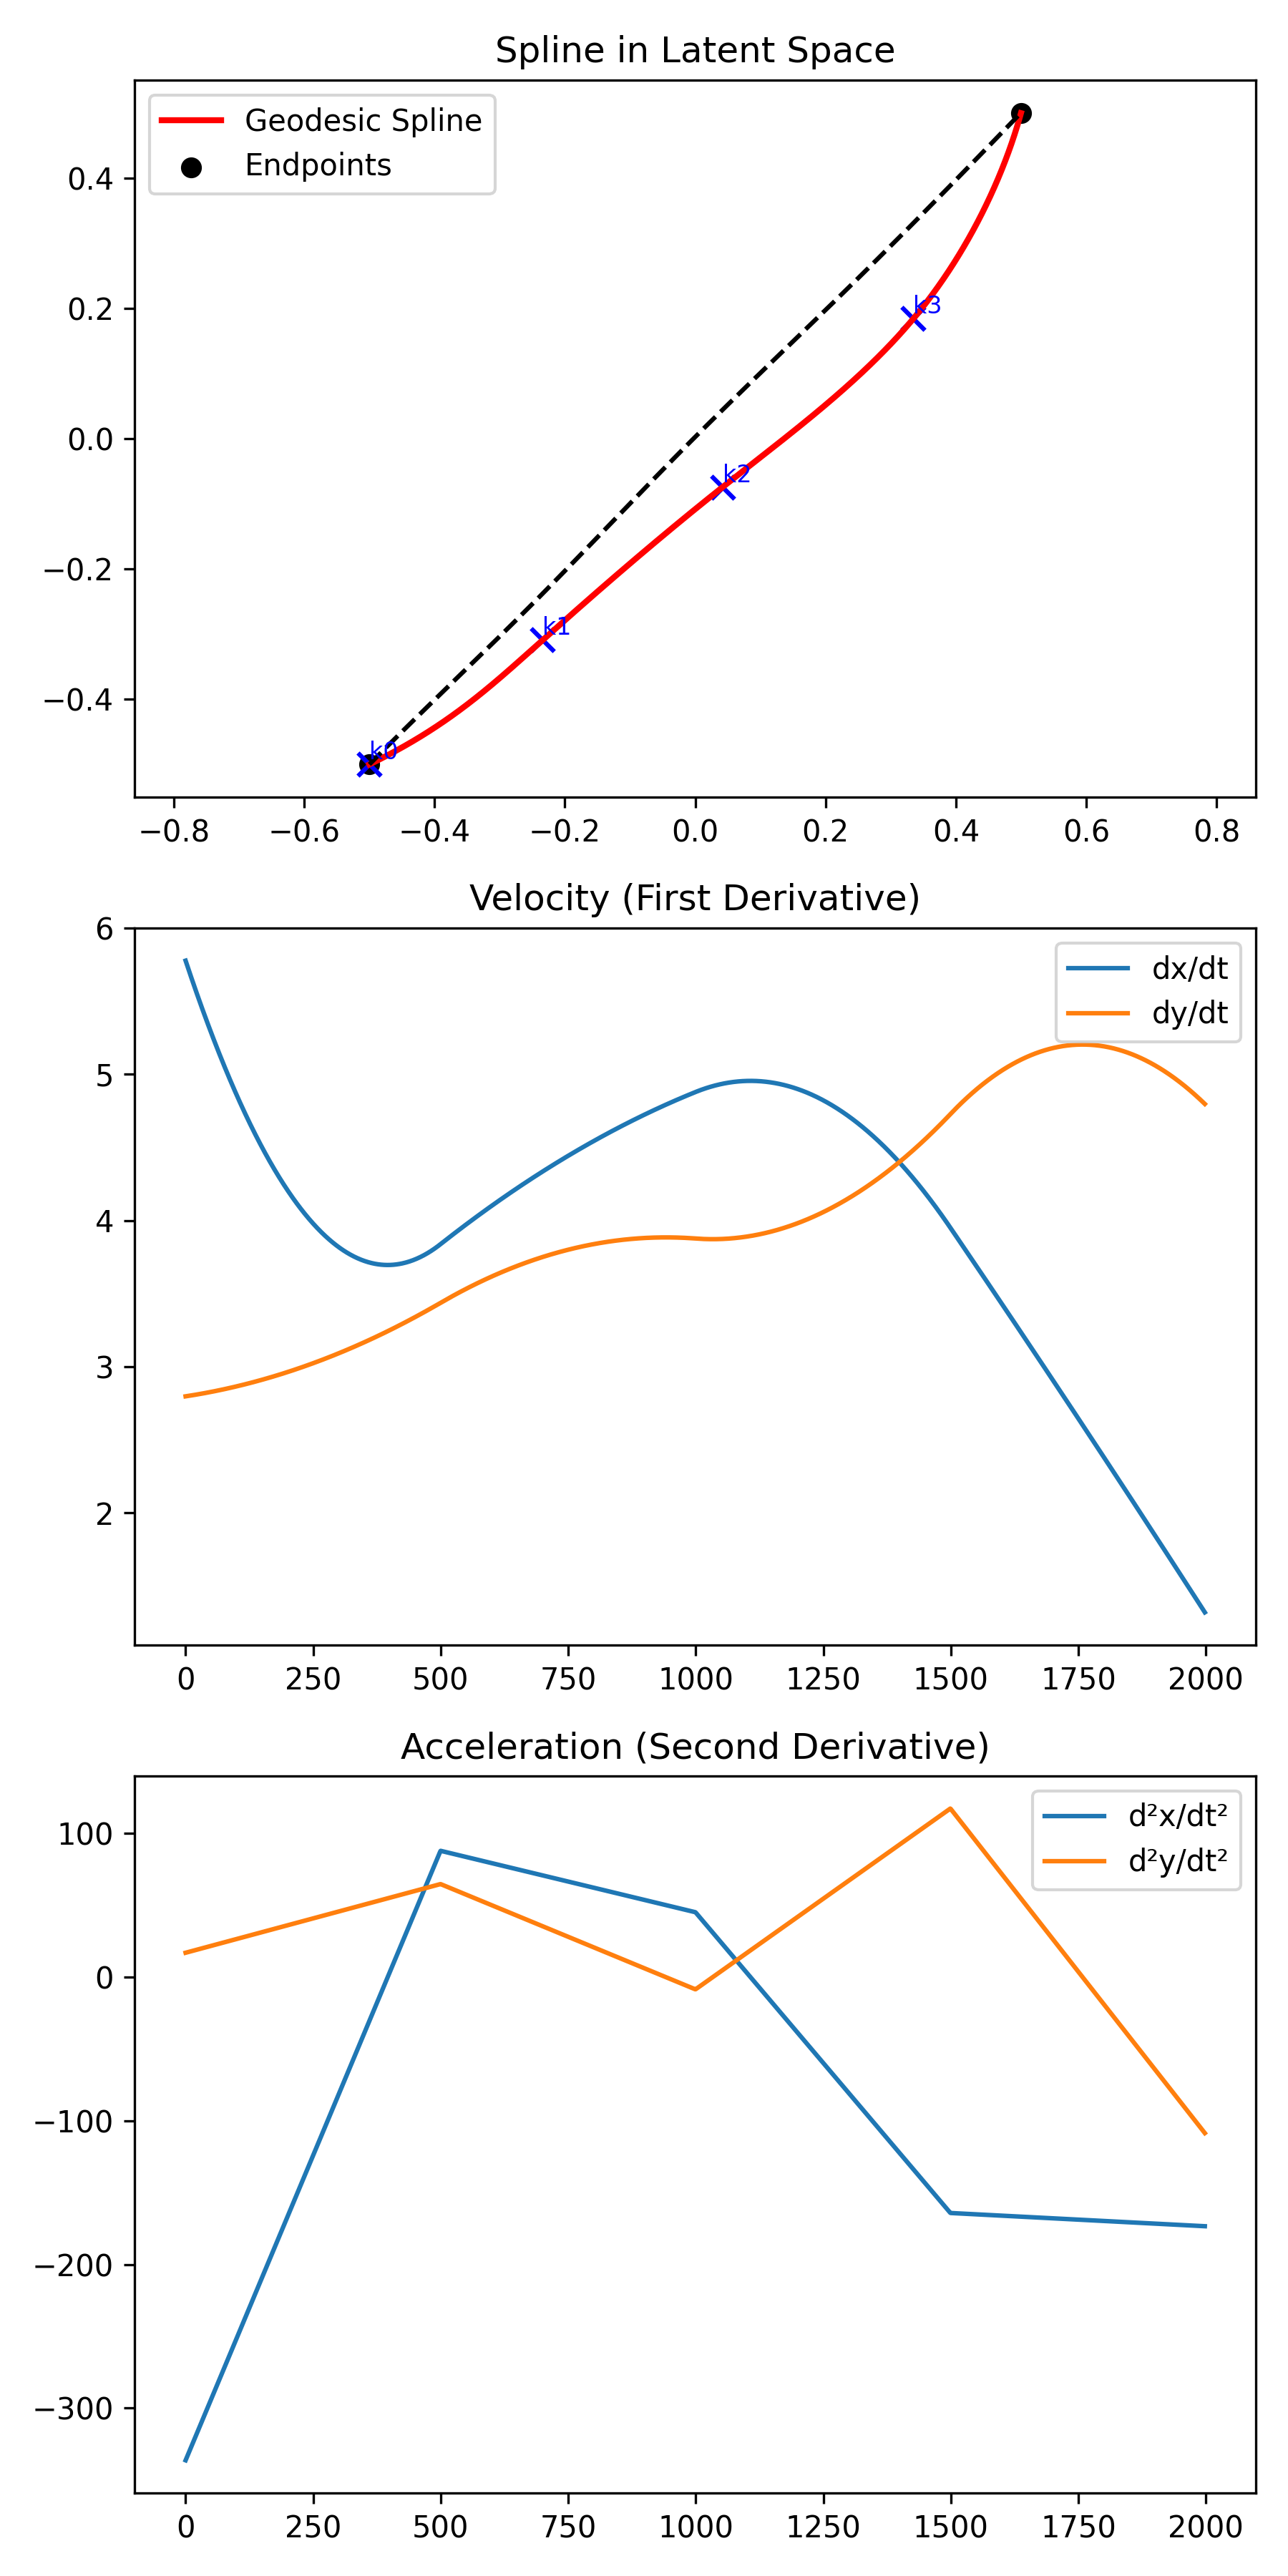 Spline in Latent Space
Geodesic Spline
Endpoints
0.4
0.2
0.0
−0.2
−0.4
k3
k2
k1
k0
−0.8 −0.6 −0.4 −0.2 0.0 0.2 0.4 0.6 0.8
Velocity (First Derivative)
6
5
4
3
2
dx/dt
dy/dt
0 250 500 750 1000 1250 1500 1750 2000
Acceleration (Second Derivative)
d²x/dt²
d²y/dt²
100
0
−100
−200
−300
0 250 500 750 1000 1250 1500 1750 2000